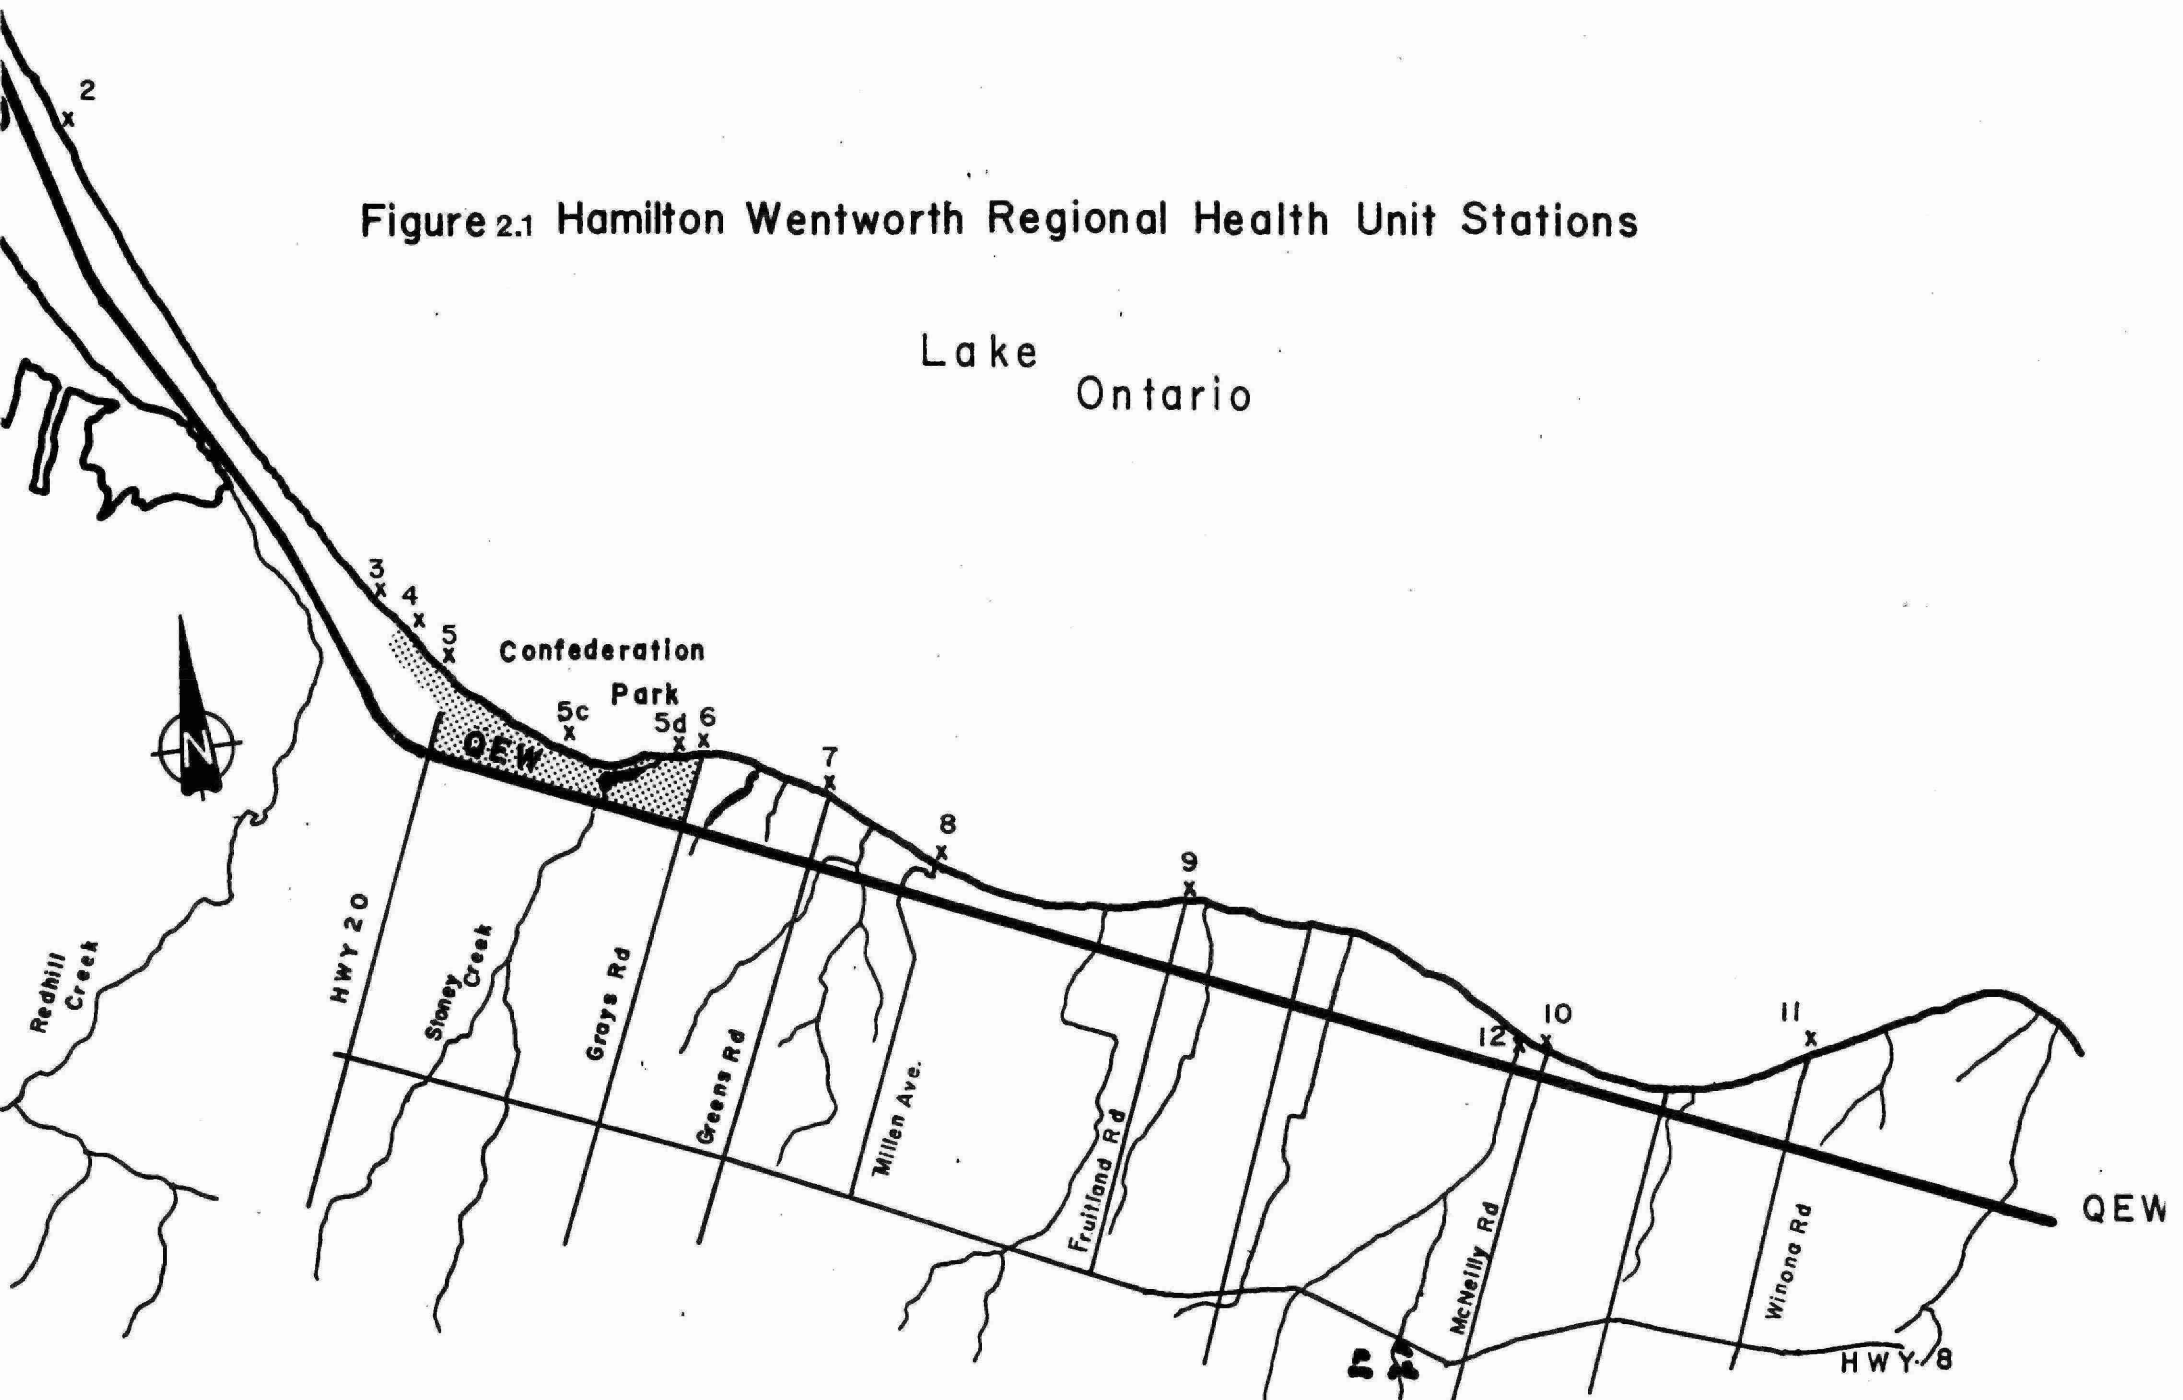 2
Figure 2.1 Hamilton Wentworth Regional Health Unit Stations
Lake
Ontario
3
4
5
Confederation
Park
5c
5d
6
QEW
N
7
8
9
10
11
12
HWY 20
Redhill
Creek
Stoney
Creek
Grays Rd
Greens Rd
Millen Ave.
Fruitland Rd
McNeilly Rd
Winona Rd
QEW
HWY. 8